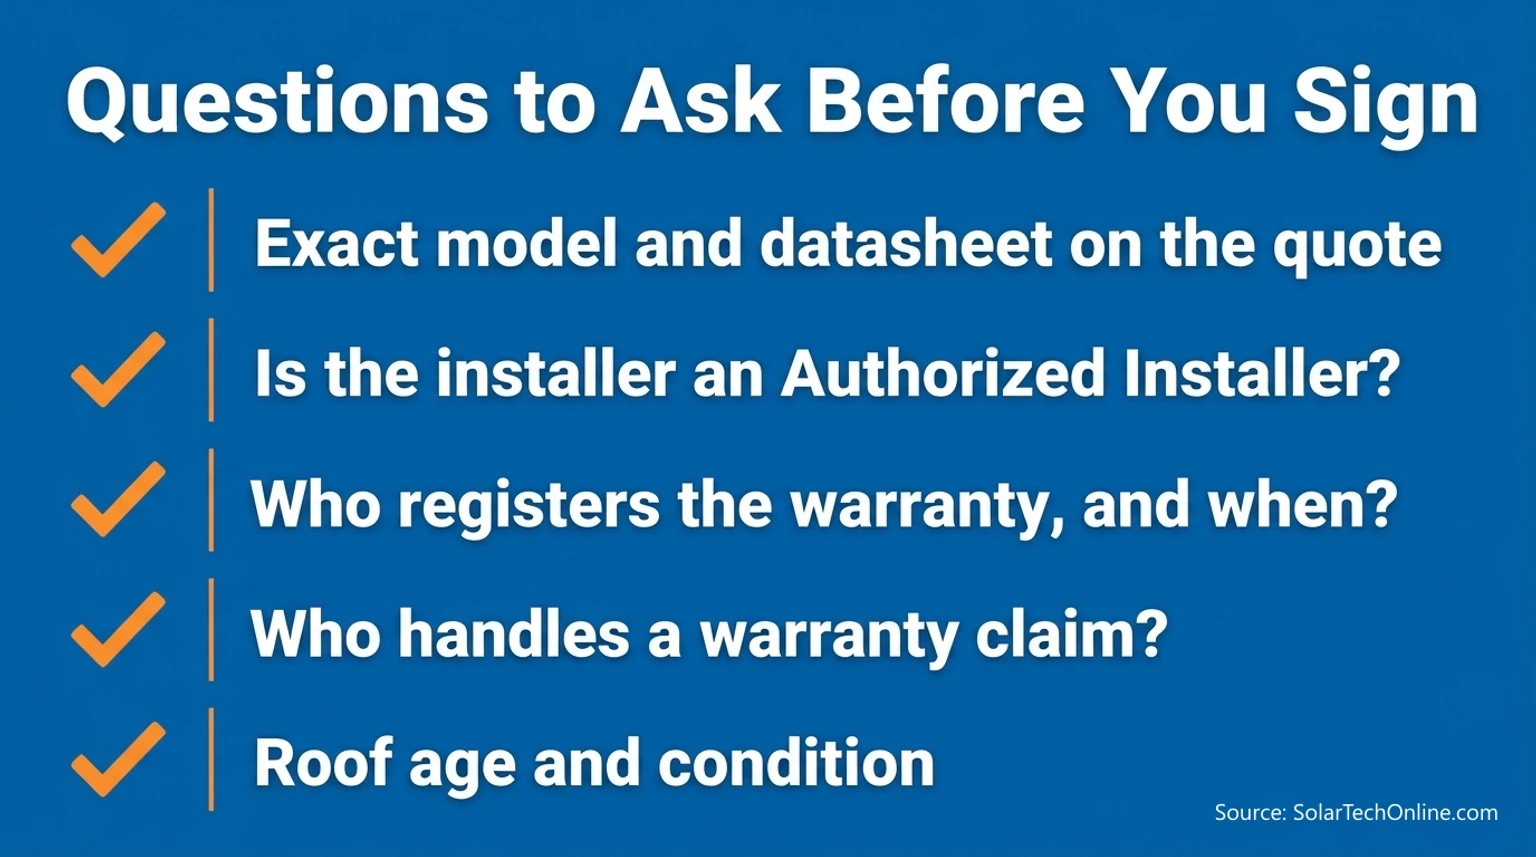 Questions to Ask Before You Sign
Exact model and datasheet on the quote
Is the installer an Authorized Installer?
Who registers the warranty, and when?
Who handles a warranty claim?
Roof age and condition
Source: SolarTechOnline.com